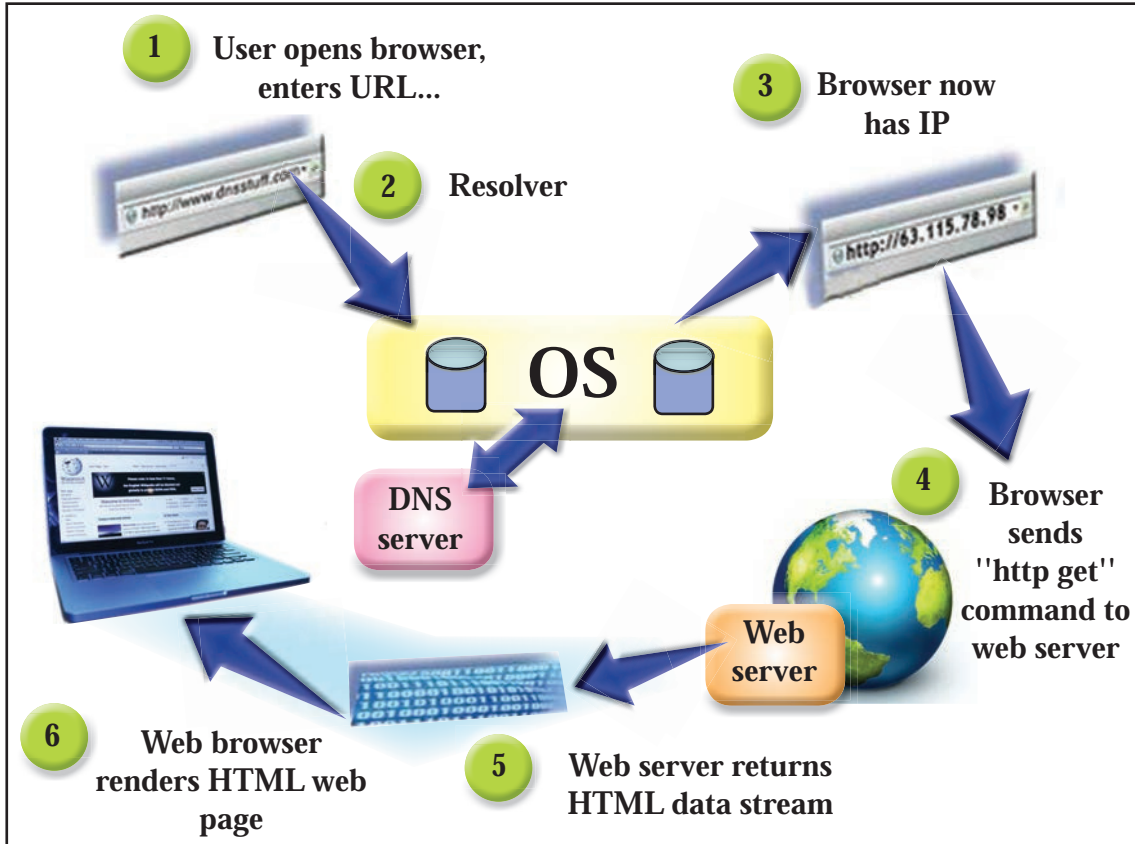 1
User opens browser,
enters URL...
http://www.dnsstuff.com
2
Resolver
3
Browser now
has IP
http://63.115.78.98
OS
DNS
server
4
Browser
sends
"http get"
command to
web server
Web
server
5
Web server returns
HTML data stream
6
Web browser
renders HTML web
page